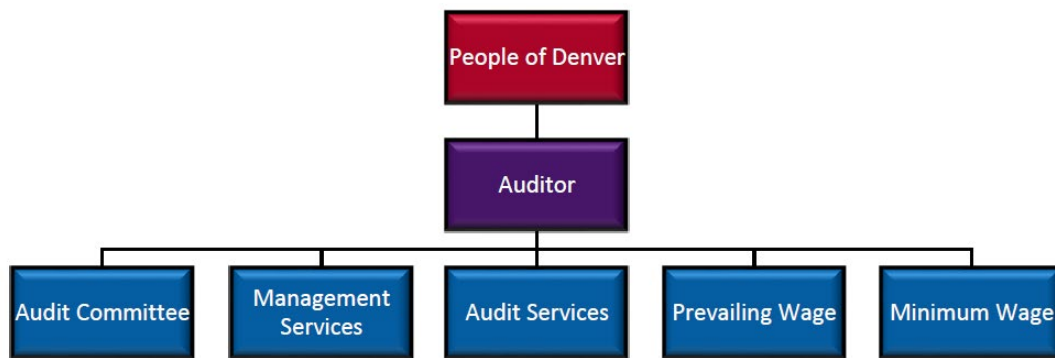 People of Denver
Auditor
Audit Committee
Management
Services
Audit Services
Prevailing Wage
Minimum Wage